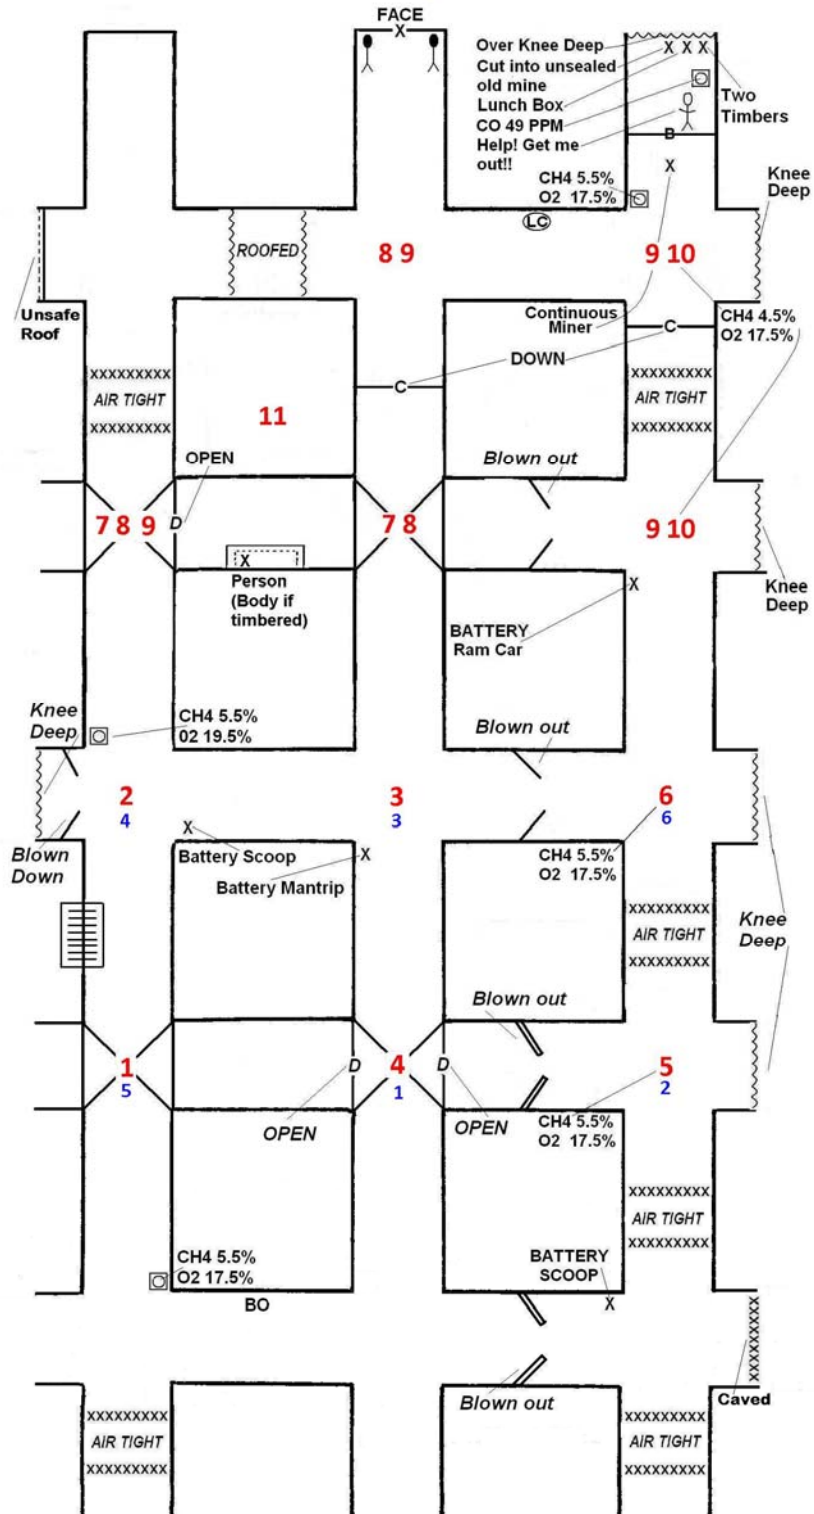 FACE
X
Over Knee Deep
X X X
Cut into unsealed
old mine
Lunch Box
CO 49 PPM
Help! Get me
out!!
Two
Timbers
B
X
CH4 5.5%
O2 17.5%
Knee
Deep
LC
ROOFED
8 9
9 10
Unsafe
Roof
Continuous
Miner
C
CH4 4.5%
O2 17.5%
DOWN
XXXXXXXXX
AIR TIGHT
XXXXXXXXX
C
XXXXXXXXX
AIR TIGHT
XXXXXXXXX
11
OPEN
Blown out
7 8 9
D
7 8
9 10
X
Person
(Body if
timbered)
X
BATTERY
Ram Car
Knee
Deep
Knee
Deep
CH4 5.5%
02 19.5%
Blown out
2
4
3
3
6
6
X
Battery Scoop
X
Battery Mantrip
CH4 5.5%
O2 17.5%
Blown
Down
XXXXXXXXX
AIR TIGHT
XXXXXXXXX
Knee
Deep
Blown out
1
5
D
4
1
D
5
2
OPEN
OPEN
CH4 5.5%
O2 17.5%
XXXXXXXXX
AIR TIGHT
XXXXXXXXX
CH4 5.5%
O2 17.5%
BATTERY
SCOOP
BO
X
XXXXXXXXX
Caved
Blown out
XXXXXXXXX
AIR TIGHT
XXXXXXXXX
XXXXXXXXX
AIR TIGHT
XXXXXXXXX